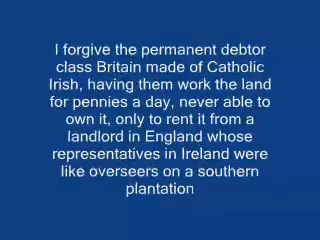 I forgive the permanent debtor
class Britain made of Catholic
Irish, having them work the land
for pennies a day, never able to
own it, only to rent it from a
landlord in England whose
representatives in Ireland were
like overseers on a southern
plantation